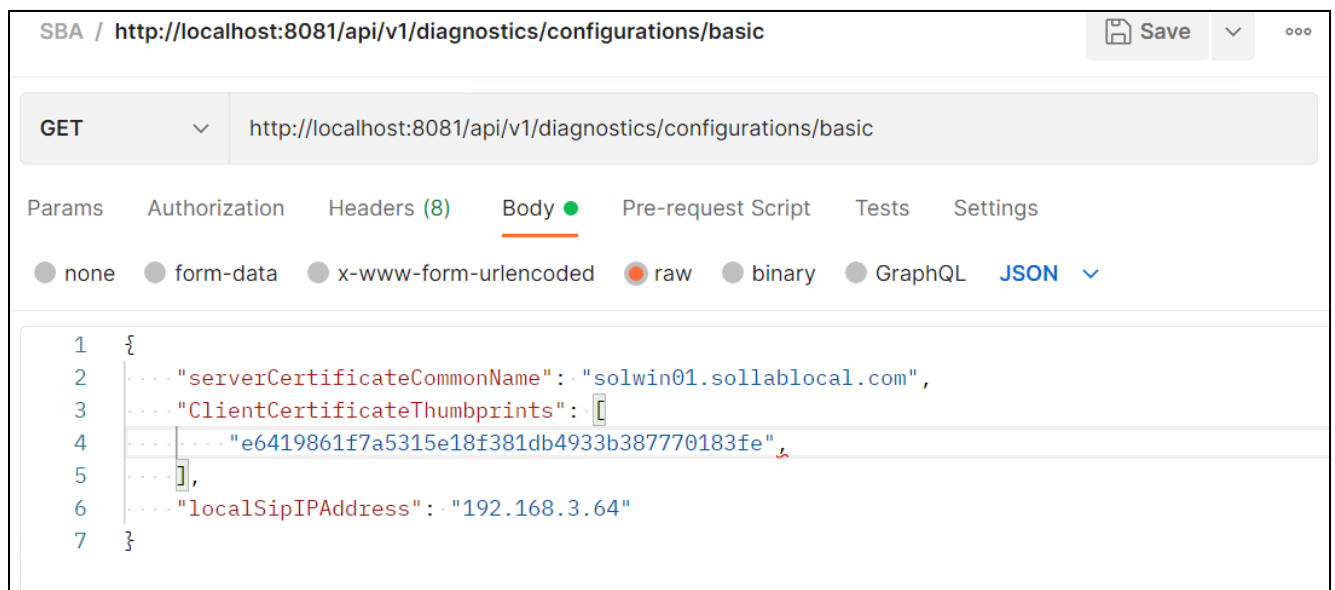 SBA / http://localhost:8081/api/v1/diagnostics/configurations/basic Save
GET http://localhost:8081/api/v1/diagnostics/configurations/basic
Params Authorization Headers (8) Body Pre-request Script Tests Settings
none form-data x-www-form-urlencoded raw binary GraphQL JSON
1 {
2 "serverCertificateCommonName": "solwin01.sollablocal.com",
3 "ClientCertificateThumbprints": [
4 "e6419861f7a5315e18f381db4933b387770183fe",
5 ],
6 "localSipIPAddress": "192.168.3.64"
7 }